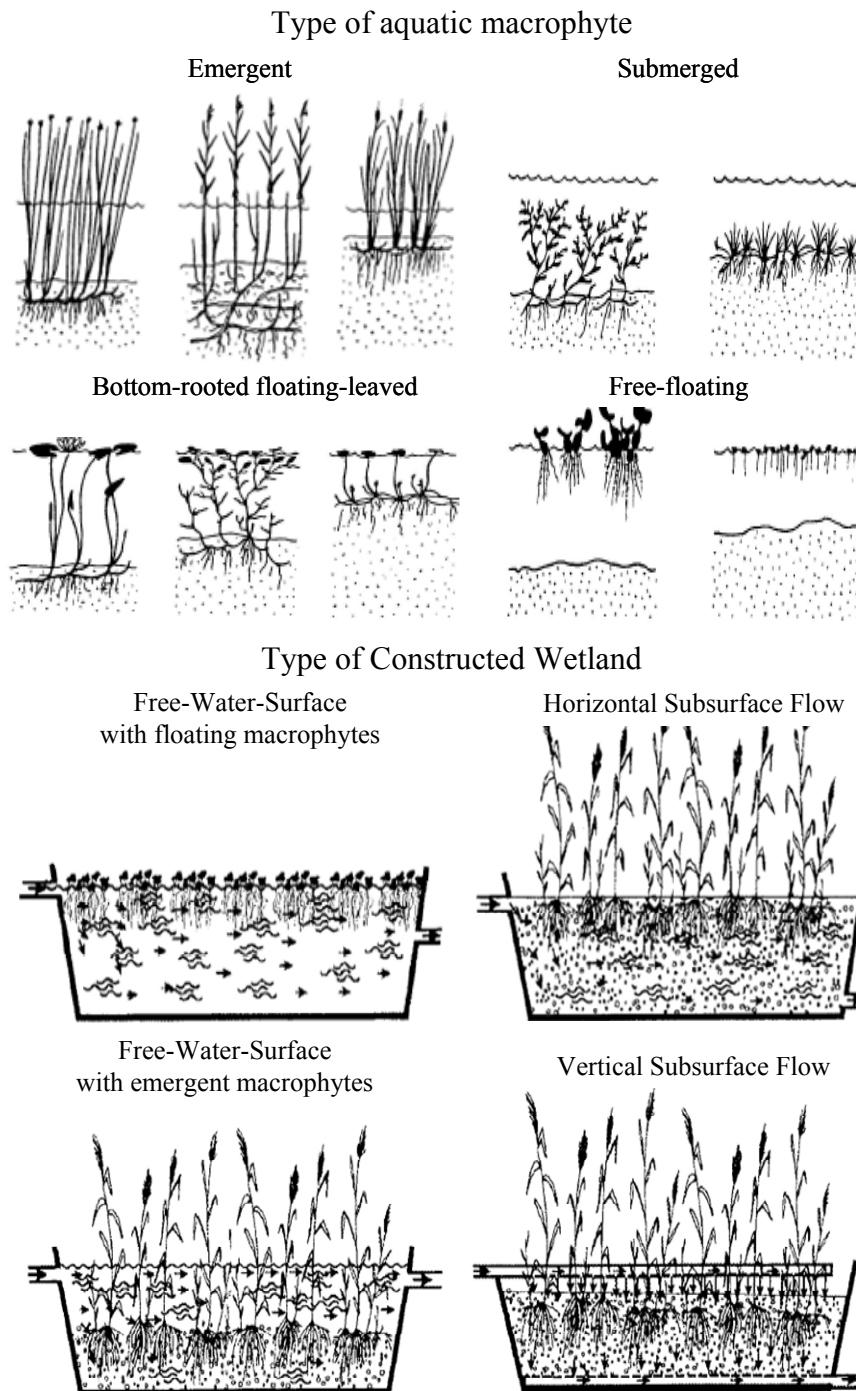 Type of aquatic macrophyte
Emergent
Submerged
Bottom-rooted floating-leaved
Free-floating
Type of Constructed Wetland
Free-Water-Surface
with floating macrophytes
Horizontal Subsurface Flow
Free-Water-Surface
with emergent macrophytes
Vertical Subsurface Flow